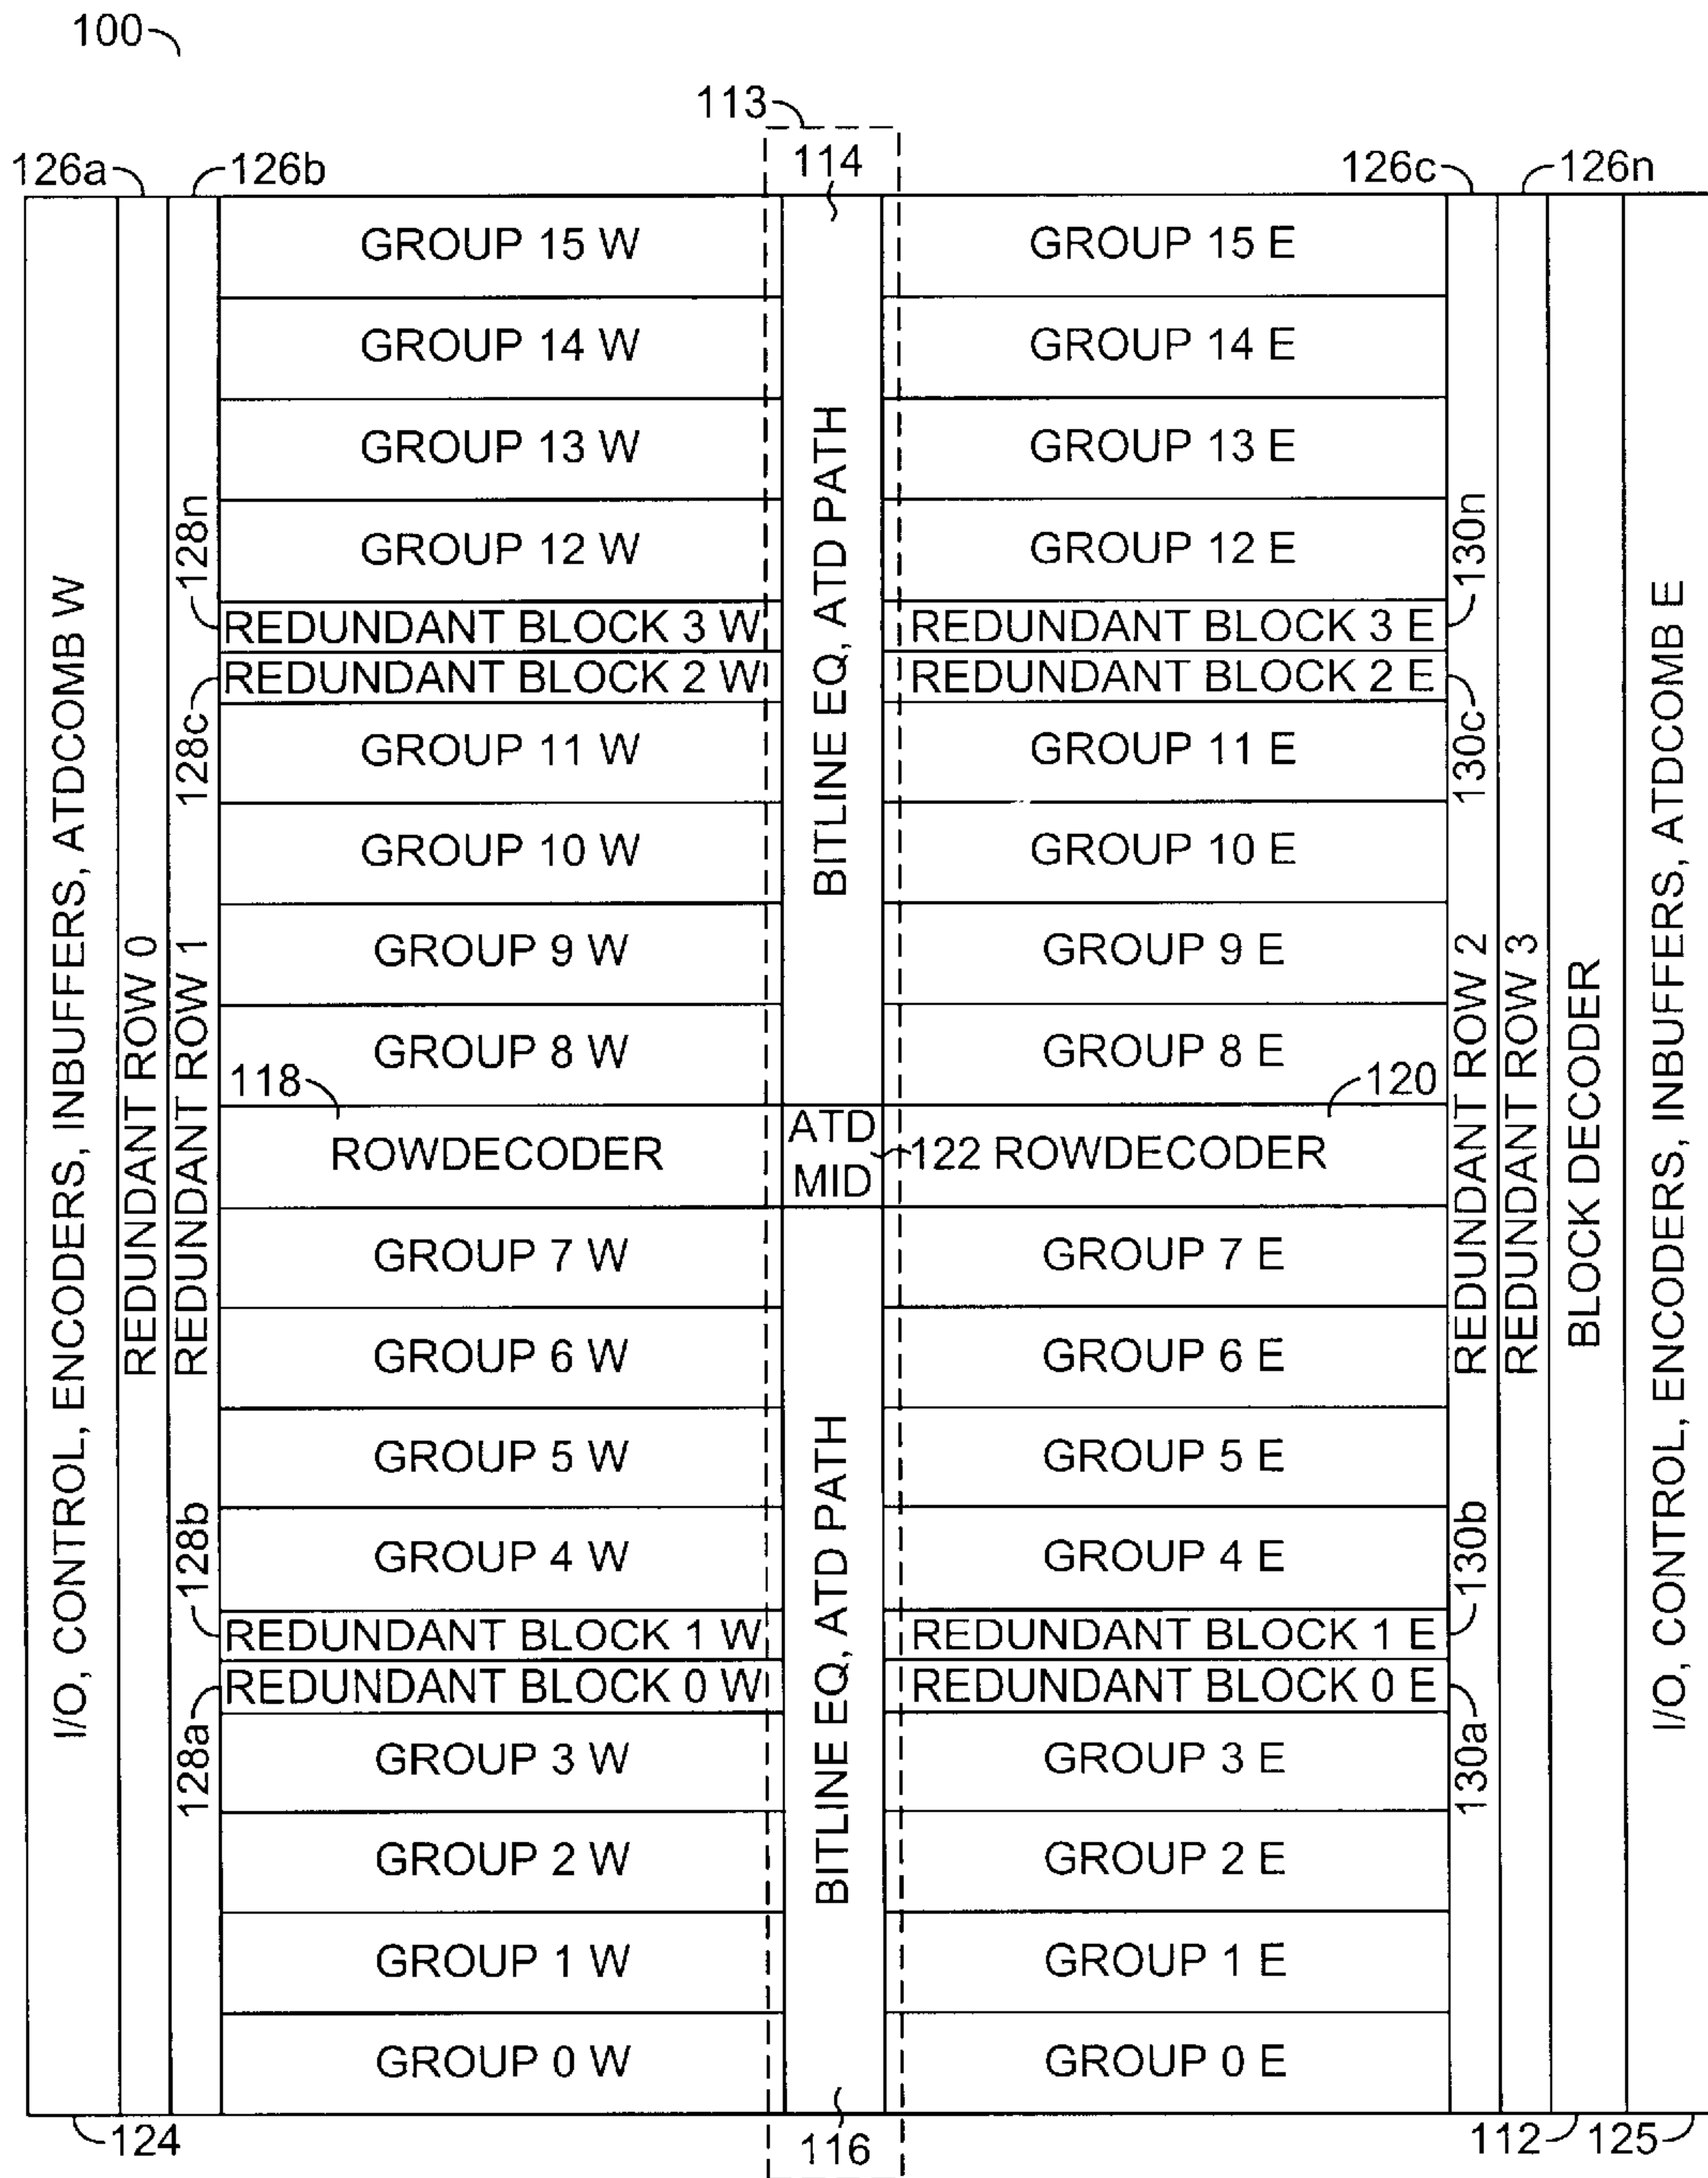 100
113
126a
126b
114
126c
126n
GROUP 15 W
GROUP 15 E
GROUP 14 W
GROUP 14 E
GROUP 13 W
GROUP 13 E
GROUP 12 W
GROUP 12 E
128n
130n
REDUNDANT BLOCK 3 W
REDUNDANT BLOCK 3 E
REDUNDANT BLOCK 2 W
REDUNDANT BLOCK 2 E
128c
130c
GROUP 11 W
GROUP 11 E
GROUP 10 W
GROUP 10 E
GROUP 9 W
GROUP 9 E
GROUP 8 W
GROUP 8 E
BITLINE EQ, ATD PATH
I/O, CONTROL, ENCODERS, INBUFFERS, ATDCOMB W
REDUNDANT ROW 0
REDUNDANT ROW 1
118
ROWDECODER
ATD
MID
122
ROWDECODER
120
REDUNDANT ROW 2
REDUNDANT ROW 3
BLOCK DECODER
I/O, CONTROL, ENCODERS, INBUFFERS, ATDCOMB E
GROUP 7 W
GROUP 7 E
GROUP 6 W
GROUP 6 E
GROUP 5 W
GROUP 5 E
GROUP 4 W
GROUP 4 E
BITLINE EQ, ATD PATH
128b
130b
REDUNDANT BLOCK 1 W
REDUNDANT BLOCK 1 E
REDUNDANT BLOCK 0 W
REDUNDANT BLOCK 0 E
128a
130a
GROUP 3 W
GROUP 3 E
GROUP 2 W
GROUP 2 E
GROUP 1 W
GROUP 1 E
GROUP 0 W
GROUP 0 E
124
116
112
125